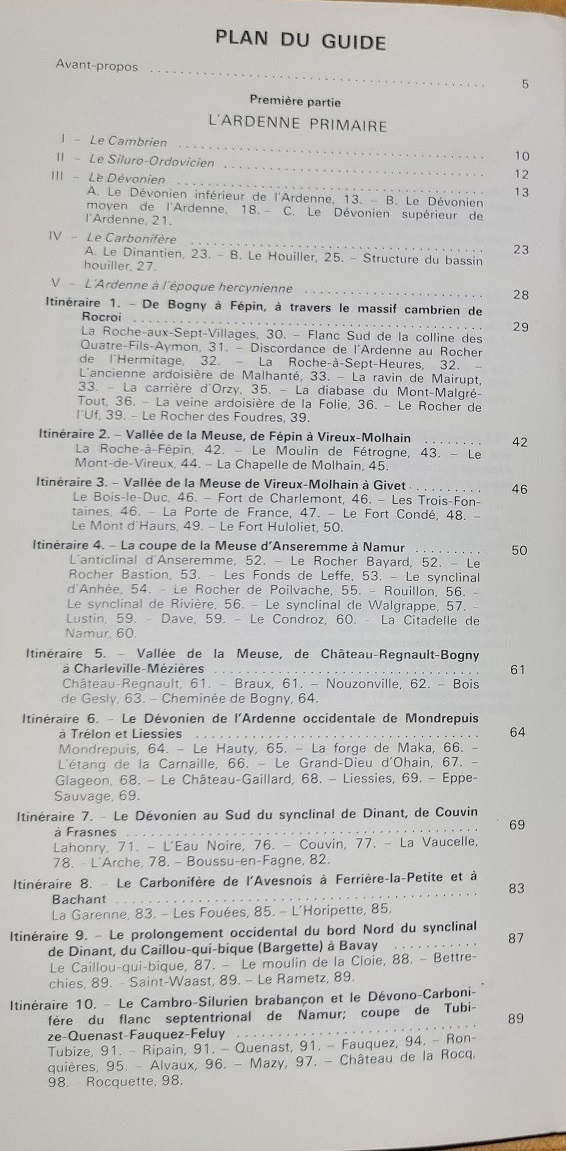 PLAN DU GUIDE
Avant-propos . . . . . . . . . . 5
Première partie
L'ARDENNE PRIMAIRE
I – Le Cambrien . . . . . . . . . . 10
II – Le Siluro-Ordovicien . . . . . . . . . . 12
III – Le Dévonien . . . . . . . . . . 13
A. Le Dévonien inférieur de l'Ardenne, 13. – B. Le Dévonien
moyen de l'Ardenne, 18. – C. Le Dévonien supérieur de
l'Ardenne, 21.
IV – Le Carbonifère . . . . . . . . . . 23
A. Le Dinantien, 23. – B. Le Houiller, 25. – Structure du bassin
houiller, 27.
V – L'Ardenne à l'époque hercynienne . . . . . . . . . . 28
Itinéraire 1. – De Bogny à Fépin, à travers le massif cambrien de
Rocroi . . . . . . . . . . 29
La Roche-aux-Sept-Villages, 30. – Flanc Sud de la colline des
Quatre-Fils-Aymon, 31. – Discordance de l'Ardenne au Rocher
de l'Hermitage, 32. – La Roche-à-Sept-Heures, 32. –
L'ancienne ardoisière de Malhanté, 33. – La ravin de Mairupt,
33. – La carrière d'Orzy, 35. – La diabase du Mont-Malgré-
Tout, 36. – La veine ardoisière de la Folie, 36. – Le Rocher de
l'Uf, 39. – Le Rocher des Foudres, 39.
Itinéraire 2. – Vallée de la Meuse, de Fépin à Vireux-Molhain . . . . . . . . 42
La Roche-à-Fépin, 42. – Le Moulin de Fétrogne, 43. – Le
Mont-de-Vireux, 44. – La Chapelle de Molhain, 45.
Itinéraire 3. – Vallée de la Meuse de Vireux-Molhain à Givet . . . . . . . . . 46
Le Bois-le-Duc, 46. – Fort de Charlemont, 46. – Les Trois-Fon-
taines, 46. – La Porte de France, 47. – Le Fort Condé, 48. –
Le Mont d'Haurs, 49. – Le Fort Huloliet, 50.
Itinéraire 4. – La coupe de la Meuse d'Anseremme à Namur . . . . . . . . . 50
L'anticlinal d'Anseremme, 52. – Le Rocher Bayard, 52. – Le
Rocher Bastion, 53. – Les Fonds de Leffe, 53. – Le synclinal
d'Anhée, 54. – Le Rocher de Poilvache, 55. – Rouillon, 56. –
Le synclinal de Rivière, 56. – Le synclinal de Walgrappe, 57. –
Lustin, 59. – Dave, 59. – Le Condroz, 60. – La Citadelle de
Namur, 60.
Itinéraire 5. – Vallée de la Meuse, de Château-Regnault-Bogny
à Charleville-Mézières . . . . . . . . . . 61
Château-Regnault, 61. – Braux, 61. – Nouzonville, 62. – Bois
de Gesly, 63. – Cheminée de Bogny, 64.
Itinéraire 6. – Le Dévonien de l'Ardenne occidentale de Mondrepuis
à Trélon et Liessies . . . . . . . . . . 64
Mondrepuis, 64. – Le Hauty, 65. – La forge de Maka, 66. –
L'étang de la Carnaille, 66. – Le Grand-Dieu d'Ohain, 67. –
Glageon, 68. – Le Château-Gaillard, 68. – Liessies, 69. – Eppe-
Sauvage, 69.
Itinéraire 7. – Le Dévonien au Sud du synclinal de Dinant, de Couvin
à Frasnes . . . . . . . . . . 69
Lahonry, 71. – L'Eau Noire, 76. – Couvin, 77. – La Vaucelle,
78. – L'Arche, 78. – Boussu-en-Fagne, 82.
Itinéraire 8. – Le Carbonifère de l'Avesnois à Ferrière-la-Petite et à
Bachant . . . . . . . . . . 83
La Garenne, 83. – Les Fouées, 85. – L'Horipette, 85.
Itinéraire 9. – Le prolongement occidental du bord Nord du synclinal
de Dinant, du Caillou-qui-bique (Bargette) à Bavay . . . . . . . . . . 87
Le Caillou-qui-bique, 87. – Le moulin de la Cloie, 88. – Bettre-
chies, 89. – Saint-Waast, 89. – Le Rametz, 89.
Itinéraire 10. – Le Cambro-Silurien brabançon et le Dévono-Carboni-
fère du flanc septentrional de Namur; coupe de Tubi-
ze-Quenast-Fauquez-Feluy . . . . . . . . . . 89
Tubize, 91. – Ripain, 91. – Quenast, 91. – Fauquez, 94. – Ron-
quières, 95. – Alvaux, 96. – Mazy, 97. – Château de la Rocq,
98. – Rocquette, 98.